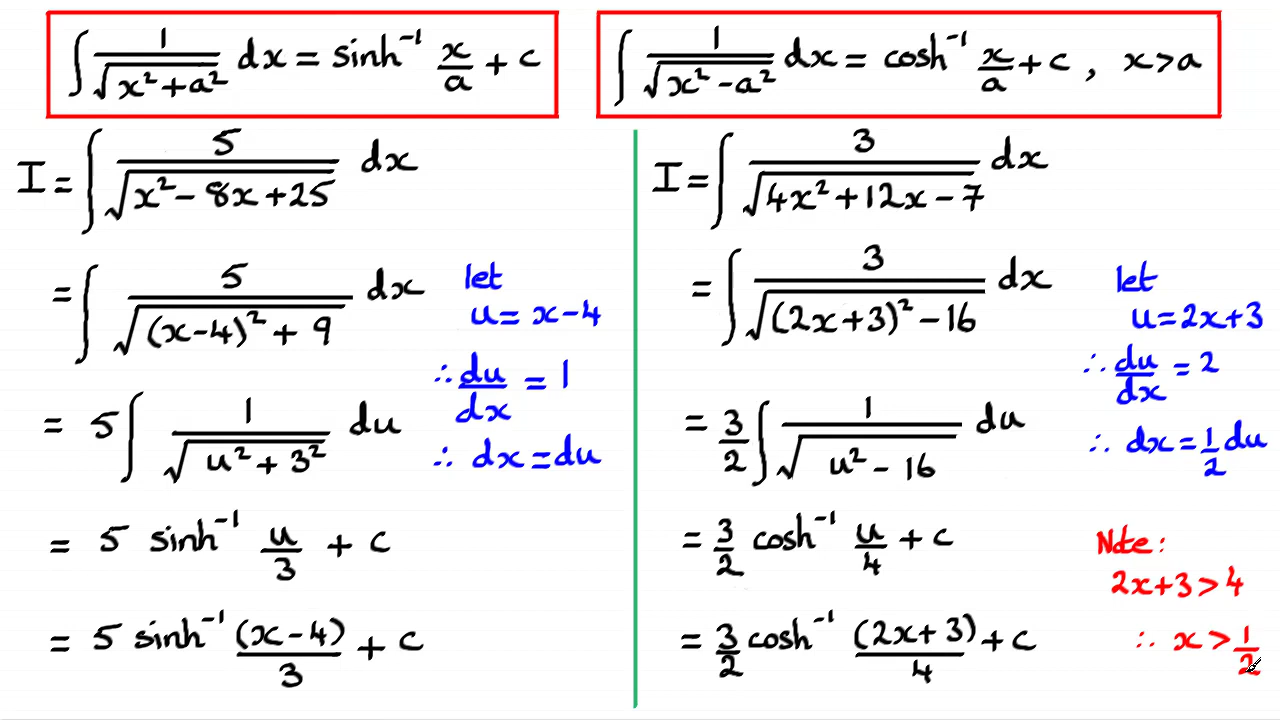 ∫ 1/√(x² + a²) dx = sinh⁻¹ x/a + c
∫ 1/√(x² − a²) dx = cosh⁻¹ x/a + c , x > a
I = ∫ 5/√(x² − 8x + 25) dx
= ∫ 5/√((x − 4)² + 9) dx
let
u = x − 4
∴ du/dx = 1
= 5 ∫ 1/√(u² + 3²) du
∴ dx = du
= 5 sinh⁻¹ u/3 + c
= 5 sinh⁻¹ (x − 4)/3 + c
I = ∫ 3/√(4x² + 12x − 7) dx
= ∫ 3/√((2x + 3)² − 16) dx
let
u = 2x + 3
∴ du/dx = 2
= 3/2 ∫ 1/√(u² − 16) du
∴ dx = 1/2 du
= 3/2 cosh⁻¹ u/4 + c
Note:
2x + 3 > 4
= 3/2 cosh⁻¹ (2x + 3)/4 + c
∴ x > 1/2